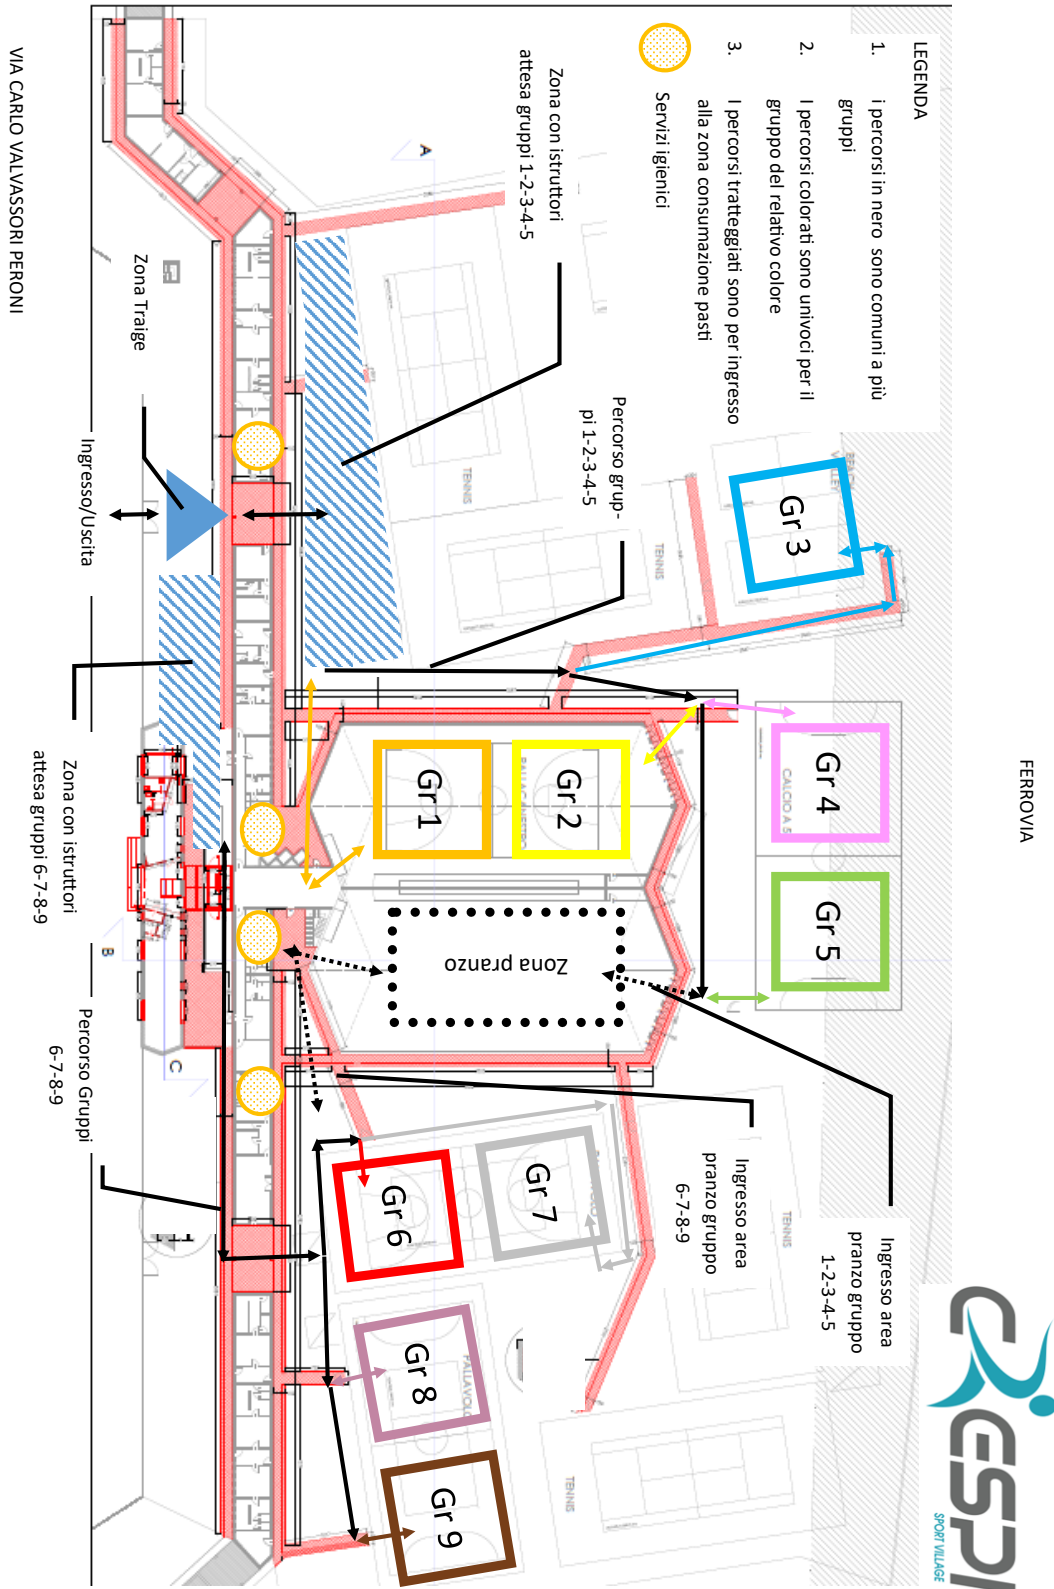 FERROVIA
LEGENDA
1. i percorsi in nero sono comuni a più
gruppi
2. I percorsi colorati sono univoci per il
gruppo del relativo colore
3. I percorsi tratteggiati sono per ingresso
alla zona consumazione pasti
Servizi igienici
CRESPI
SPORT VILLAGE
Zona con istruttori
attesa gruppi 1-2-3-4-5
Percorso grup-
pi 1-2-3-4-5
Gr 3
Gr 4
Gr 5
Gr 2
Gr 1
Zona pranzo
Ingresso area
pranzo gruppo
1-2-3-4-5
Ingresso area
pranzo gruppo
6-7-8-9
Gr 7
Gr 6
Gr 8
Gr 9
CALCIO A 5
TENNIS
TENNIS
TENNIS
TENNIS
A
B
C
Zona Traige
Ingresso/Uscita
Zona con istruttori
attesa gruppi 6-7-8-9
Percorso Gruppi
6-7-8-9
VIA CARLO VALVASSORI PERONI